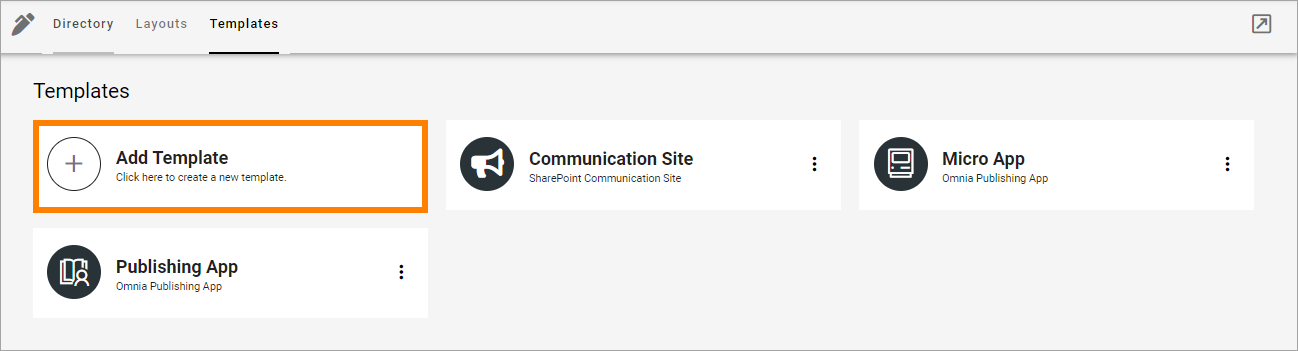 Directory Layouts Templates
Templates
Add Template
Click here to create a new template.
Communication Site
SharePoint Communication Site
Micro App
Omnia Publishing App
Publishing App
Omnia Publishing App